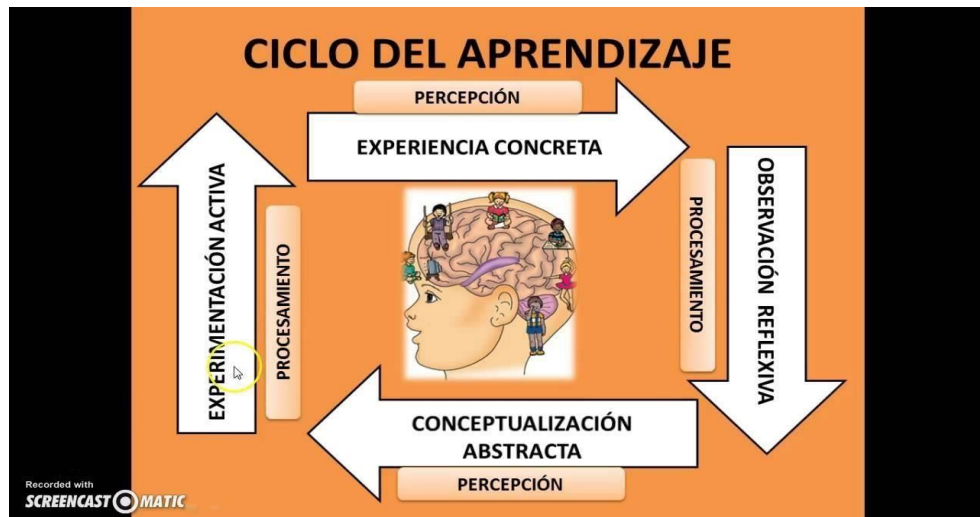 CICLO DEL APRENDIZAJE
PERCEPCIÓN
EXPERIENCIA CONCRETA
PROCESAMIENTO
OBSERVACIÓN REFLEXIVA
CONCEPTUALIZACIÓN
ABSTRACTA
PERCEPCIÓN
PROCESAMIENTO
EXPERIMENTACIÓN ACTIVA
Recorded with
SCREENCAST MATIC